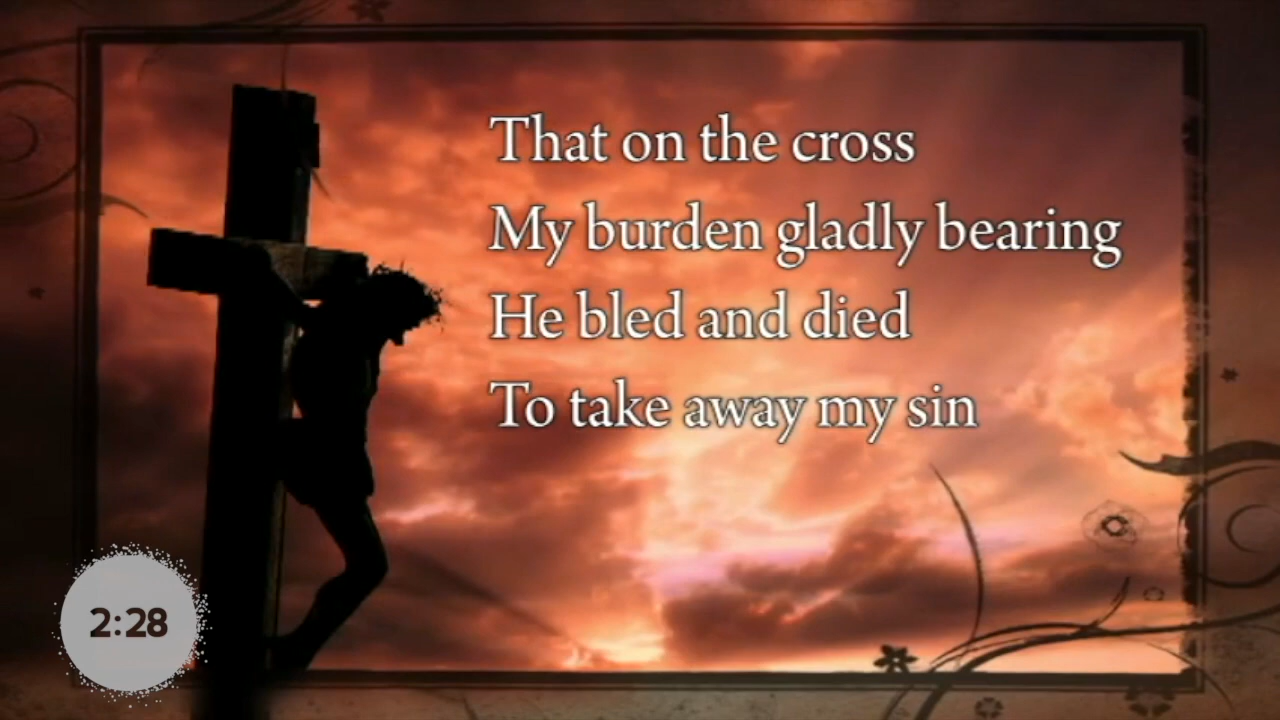 That on the cross
My burden gladly bearing
He bled and died
To take away my sin
2:28